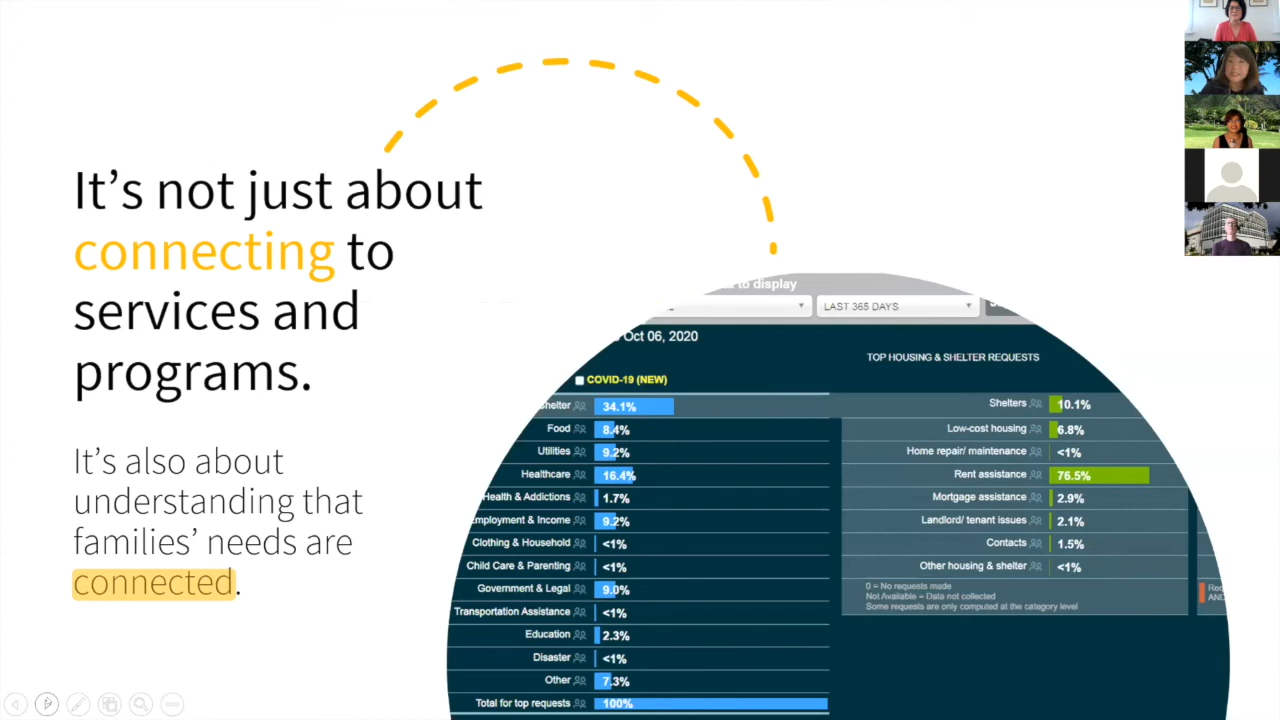 It’s not just about
connecting to
services and
programs.
It’s also about
understanding that
families’ needs are
connected.
to display
LAST 365 DAYS
Oct 06, 2020
COVID-19 (NEW)
34.1%
Food 8.4%
Utilities 9.2%
Healthcare 16.4%
Health & Addictions 1.7%
Employment & Income 9.2%
Clothing & Household <1%
Child Care & Parenting <1%
Government & Legal 9.0%
Transportation Assistance <1%
Education 2.3%
Disaster <1%
Other 7.3%
Total for top requests 100%
TOP HOUSING & SHELTER REQUESTS
Shelters 10.1%
Low-cost housing 6.8%
Home repair/ maintenance <1%
Rent assistance 76.5%
Mortgage assistance 2.9%
Landlord/ tenant issues 2.1%
Contacts 1.5%
Other housing & shelter <1%
0 = No requests made
Not Available = Data not collected
Some requests are only computed at the category level